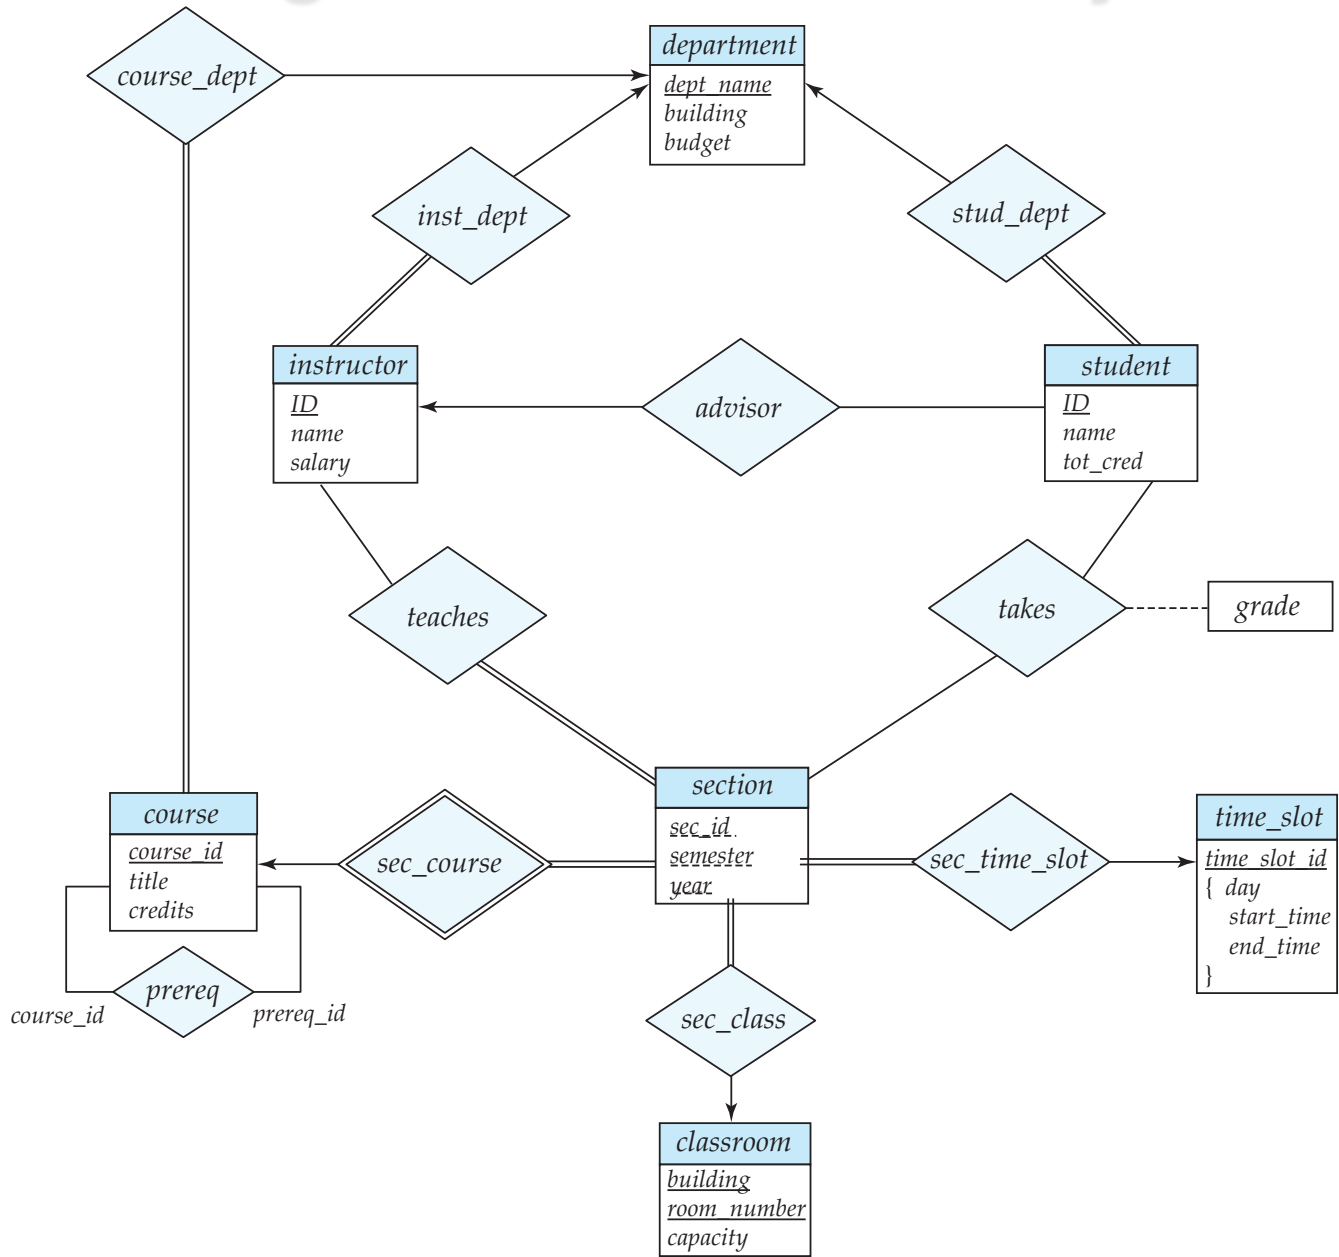 course_dept
department
dept_name
building
budget
inst_dept
stud_dept
instructor
ID
name
salary
advisor
student
ID
name
tot_cred
teaches
takes
grade
course
course_id
title
credits
sec_course
section
sec_id
semester
year
sec_time_slot
time_slot
time_slot_id
{ day
start_time
end_time
}
course_id
prereq
prereq_id
sec_class
classroom
building
room_number
capacity